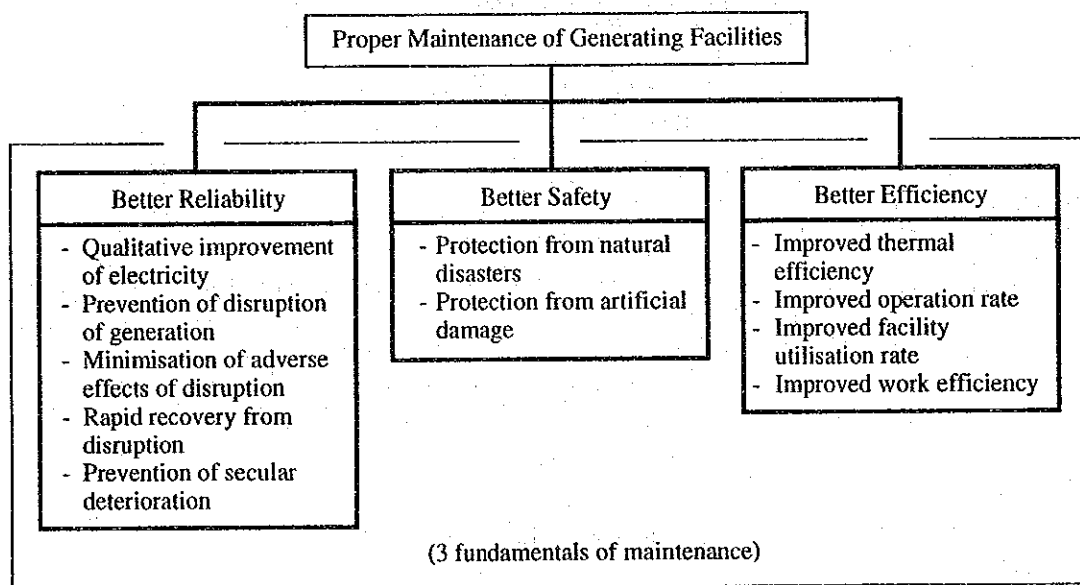 Proper Maintenance of Generating Facilities
Better Reliability
- Qualitative improvement
of electricity
- Prevention of disruption
of generation
- Minimisation of adverse
effects of disruption
- Rapid recovery from
disruption
- Prevention of secular
deterioration
Better Safety
- Protection from natural
disasters
- Protection from artificial
damage
Better Efficiency
- Improved thermal
efficiency
- Improved operation rate
- Improved facility
utilisation rate
- Improved work efficiency
(3 fundamentals of maintenance)